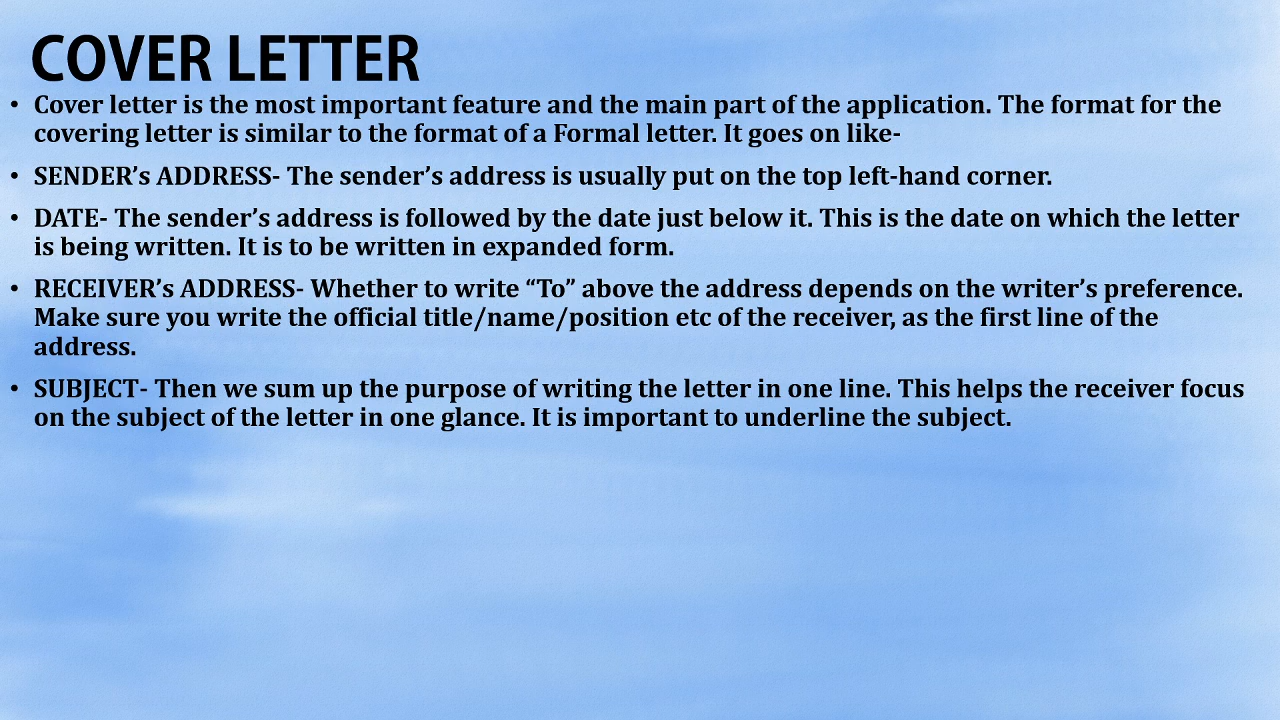 COVER LETTER
• Cover letter is the most important feature and the main part of the application. The format for the
covering letter is similar to the format of a Formal letter. It goes on like-
• SENDER’s ADDRESS- The sender’s address is usually put on the top left-hand corner.
• DATE- The sender’s address is followed by the date just below it. This is the date on which the letter
is being written. It is to be written in expanded form.
• RECEIVER’s ADDRESS- Whether to write “To” above the address depends on the writer’s preference.
Make sure you write the official title/name/position etc of the receiver, as the first line of the
address.
• SUBJECT- Then we sum up the purpose of writing the letter in one line. This helps the receiver focus
on the subject of the letter in one glance. It is important to underline the subject.